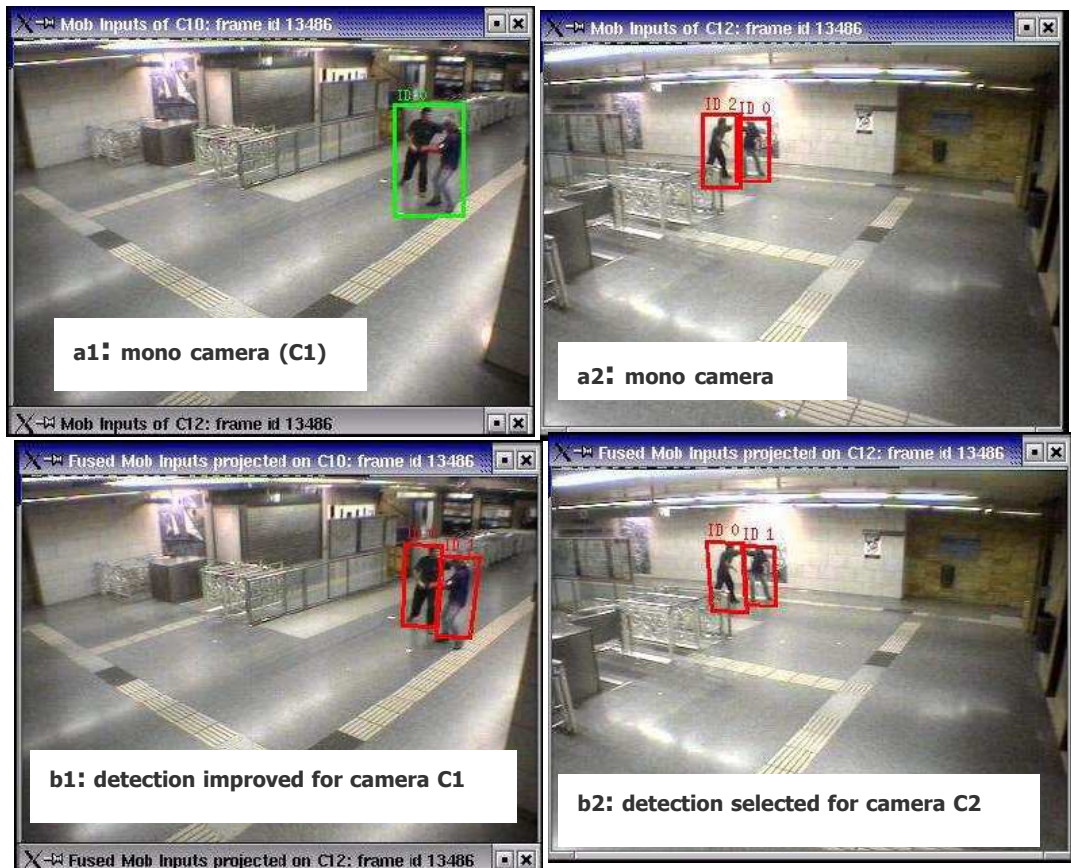 Mob Inputs of C10: frame id 13486
Mob Inputs of C12: frame id 13486
ID 0
ID 2 ID 0
a1: mono camera (C1)
a2: mono camera
Mob Inputs of C12: frame id 13486
Fused Mob Inputs projected on C10: frame id 13486
Fused Mob Inputs projected on C12: frame id 13486
ID 0 ID 1
b1: detection improved for camera C1
b2: detection selected for camera C2
Fused Mob Inputs projected on C12: frame id 13486